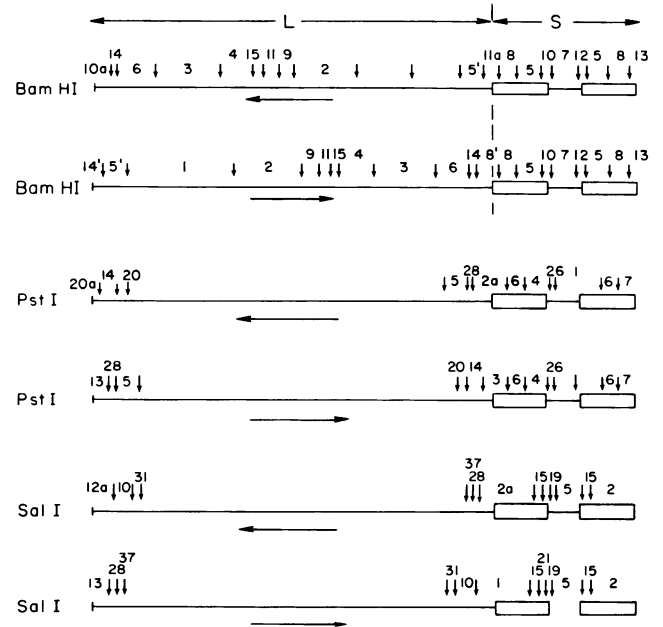 L S
14 4 15 11 9 11a 8 10 7 12 5 8 13
10a 6 3 2 5' 5
Bam HI
9 11 15 4 14 8' 8 10 7 12 5 8 13
14' 5' 1 2 3 6 5
Bam HI
14 20 28 26 1
20a 5 2a 6 4 6 7
Pst I
28 20 14 26
13 5 3 6 4 6 7
Pst I
37
31 28 15 19 15
12a 10 2a 5 2
Sal I
37 21
28 31 15 19 15
13 10 1 5 2
Sal I